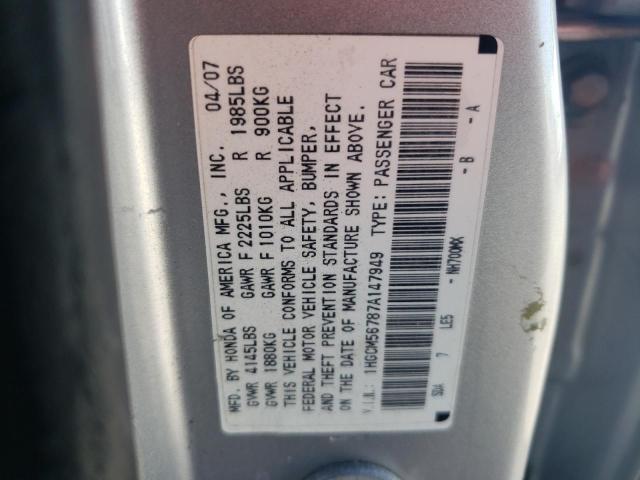 MFD. BY HONDA OF AMERICA MFG., INC. 04/07
GVWR 4145LBS GAWR F 2225LBS R 1985LBS
GVWR 1880KG GAWR F 1010KG R 900KG
THIS VEHICLE CONFORMS TO ALL APPLICABLE
FEDERAL MOTOR VEHICLE SAFETY, BUMPER,
AND THEFT PREVENTION STANDARDS IN EFFECT
ON THE DATE OF MANUFACTURE SHOWN ABOVE.
V.I.N.: 1HGCM56787A147949 TYPE: PASSENGER CAR
SDA 7 LE5 - NH700MX - B - A